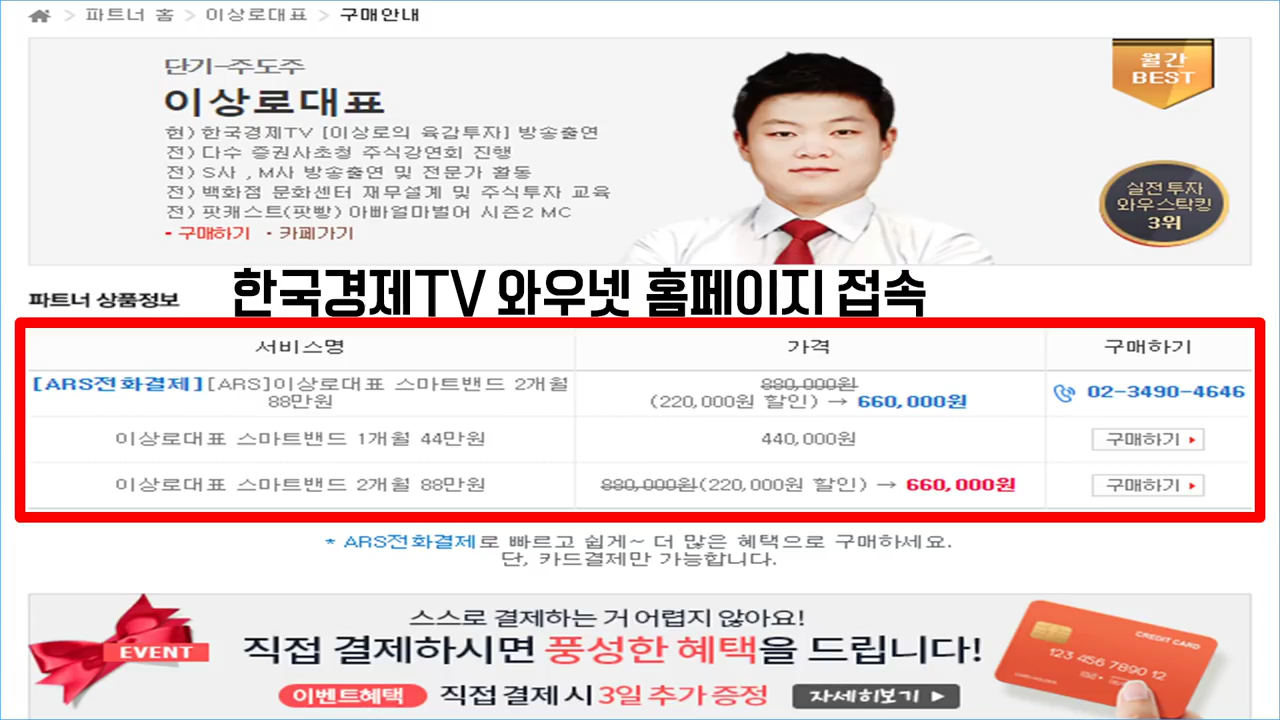 파트너 홈 > 이상로대표 > 구매안내
단기-주도주
이상로대표
현) 한국경제TV [이상로의 육감투자] 방송출연
전) 다수 증권사초청 주식강연회 진행
전) S사 , M사 방송출연 및 전문가 활동
전) 백화점 문화센터 재무설계 및 주식투자 교육
전) 팟캐스트(팟빵) 아빠얼마벌어 시즌2 MC
- 구매하기 · 카페가기
월간
BEST
실전투자
와우스탁킹
3위
파트너 상품정보
한국경제TV 와우넷 홈페이지 접속
서비스명 가격 구매하기
[ARS전화결제][ARS]이상로대표 스마트밴드 2개월
88만원
880,000원
(220,000원 할인) → 660,000원
02-3490-4646
이상로대표 스마트밴드 1개월 44만원 440,000원 구매하기
이상로대표 스마트밴드 2개월 88만원 880,000원(220,000원 할인) → 660,000원 구매하기
* ARS전화결제로 빠르고 쉽게~ 더 많은 혜택으로 구매하세요.
단, 카드결제만 가능합니다.
EVENT
스스로 결제하는 거 어렵지 않아요!
직접 결제하시면 풍성한 혜택을 드립니다!
이벤트혜택 직접 결제 시 3일 추가 증정 자세히보기 ▶
CREDIT CARD
123 456 7890 12